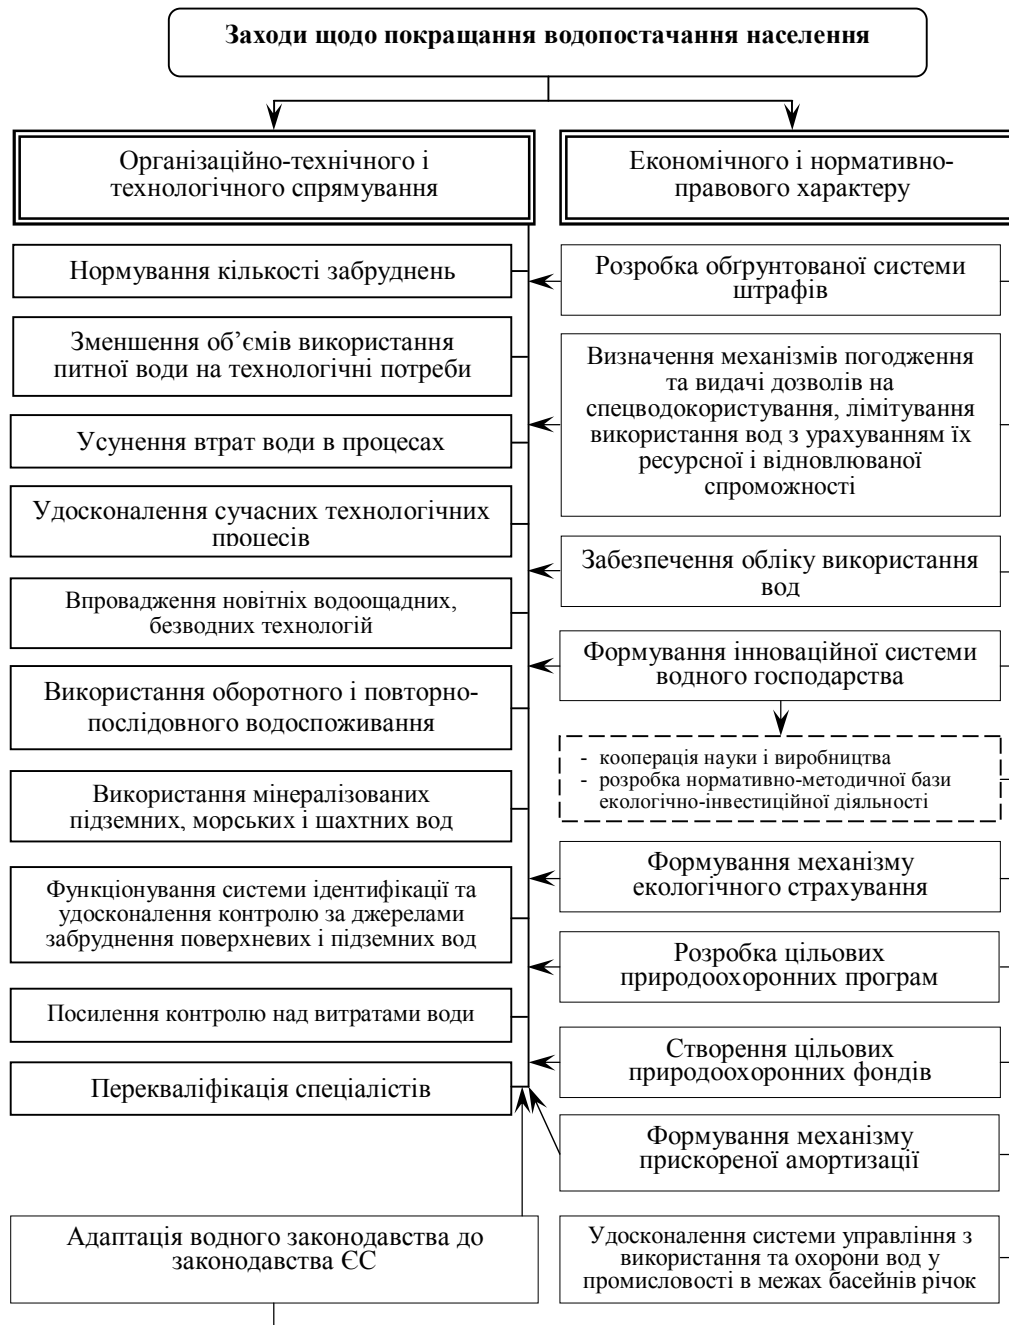 Заходи щодо покращання водопостачання населення
Організаційно-технічного і
технологічного спрямування
Економічного і нормативно-
правового характеру
Нормування кількості забруднень
Зменшення об’ємів використання
питної води на технологічні потреби
Усунення втрат води в процесах
Удосконалення сучасних технологічних
процесів
Впровадження новітніх водоощадних,
безводних технологій
Використання оборотного і повторно-
послідовного водоспоживання
Використання мінералізованих
підземних, морських і шахтних вод
Функціонування системи ідентифікації та
удосконалення контролю за джерелами
забруднення поверхневих і підземних вод
Посилення контролю над витратами води
Перекваліфікація спеціалістів
Адаптація водного законодавства до
законодавства ЄС
Розробка обґрунтованої системи
штрафів
Визначення механізмів погодження
та видачі дозволів на
спецводокористування, лімітування
використання вод з урахуванням їх
ресурсної і відновлюваної
спроможності
Забезпечення обліку використання
вод
Формування інноваційної системи
водного господарства
- кооперація науки і виробництва
- розробка нормативно-методичної бази
екологічно-інвестиційної діяльності
Формування механізму
екологічного страхування
Розробка цільових
природоохоронних програм
Створення цільових
природоохоронних фондів
Формування механізму
прискореної амортизації
Удосконалення системи управління з
використання та охорони вод у
промисловості в межах басейнів річок